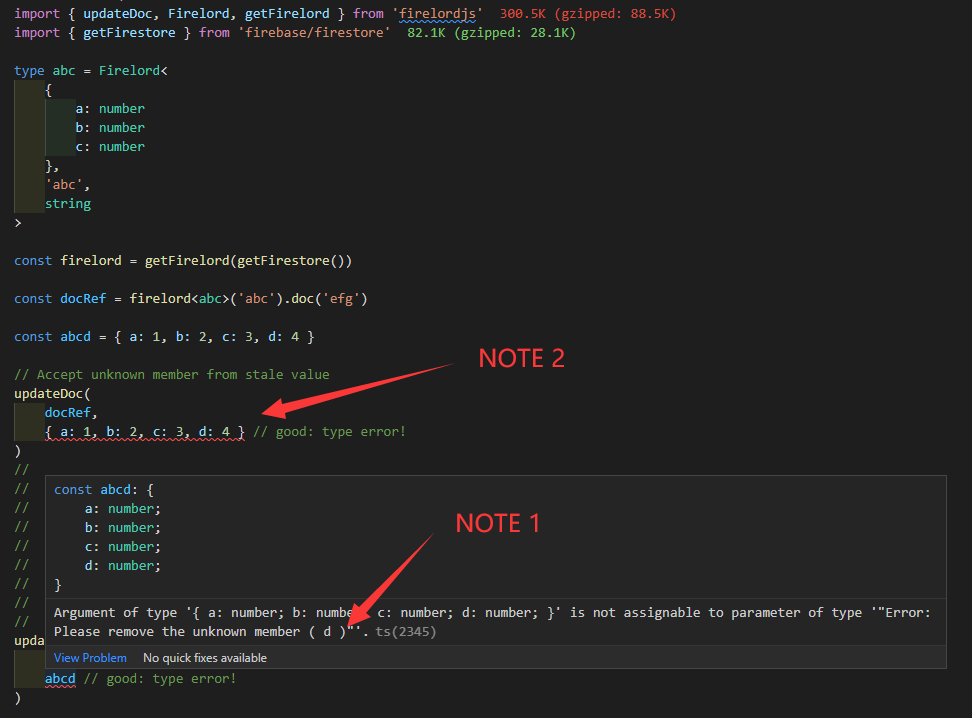 import { updateDoc, Firelord, getFirelord } from 'firelordjs' 300.5K (gzipped: 88.5K)
import { getFirestore } from 'firebase/firestore' 82.1K (gzipped: 28.1K)
type abc = Firelord<
{
a: number
b: number
c: number
},
'abc',
string
>
const firelord = getFirelord(getFirestore())
const docRef = firelord<abc>('abc').doc('efg')
const abcd = { a: 1, b: 2, c: 3, d: 4 }
NOTE 2
// Accept unknown member from stale value
updateDoc(
docRef,
{ a: 1, b: 2, c: 3, d: 4 } // good: type error!
)
//
// const abcd: {
// a: number;
// b: number;
// c: number;
// d: number;
// }
NOTE 1
// Argument of type '{ a: number; b: numbe c: number; d: number; }' is not assignable to parameter of type '"Error:
// Please remove the unknown member ( d )"'. ts(2345)
upda
View Problem No quick fixes available
abcd // good: type error!
)